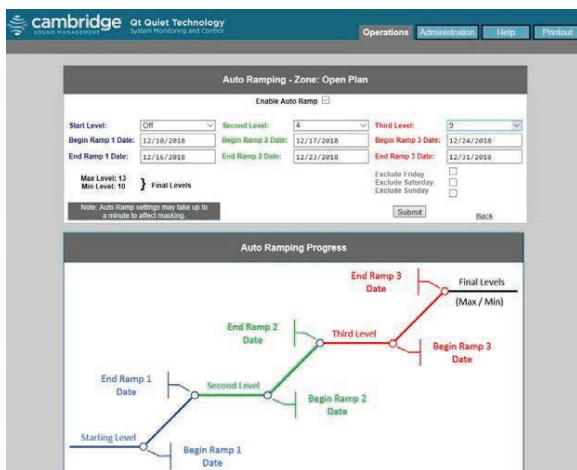 cambridge Qt Quiet Technology
SOUND MANAGEMENT System Monitoring and Control
Operations Administration Help Printout
Auto Ramping - Zone: Open Plan
Enable Auto Ramp
Start Level: Off Second Level: 4 Third Level: 9
Begin Ramp 1 Date: 12/10/2018 Begin Ramp 2 Date: 12/17/2018 Begin Ramp 3 Date: 12/24/2018
End Ramp 1 Date: 12/16/2018 End Ramp 2 Date: 12/23/2018 End Ramp 3 Date: 12/31/2018
Max Level: 13
Min Level: 10
} Final Levels
Exclude Friday
Exclude Saturday
Exclude Sunday
Note: Auto Ramp settings may take up to
a minute to affect masking.
Submit Back
Auto Ramping Progress
End Ramp 3
Date
Final Levels
(Max / Min)
End Ramp 2
Date
Third Level
Begin Ramp 3
Date
End Ramp 1
Date
Second Level
Begin Ramp 2
Date
Starting Level
Begin Ramp 1
Date